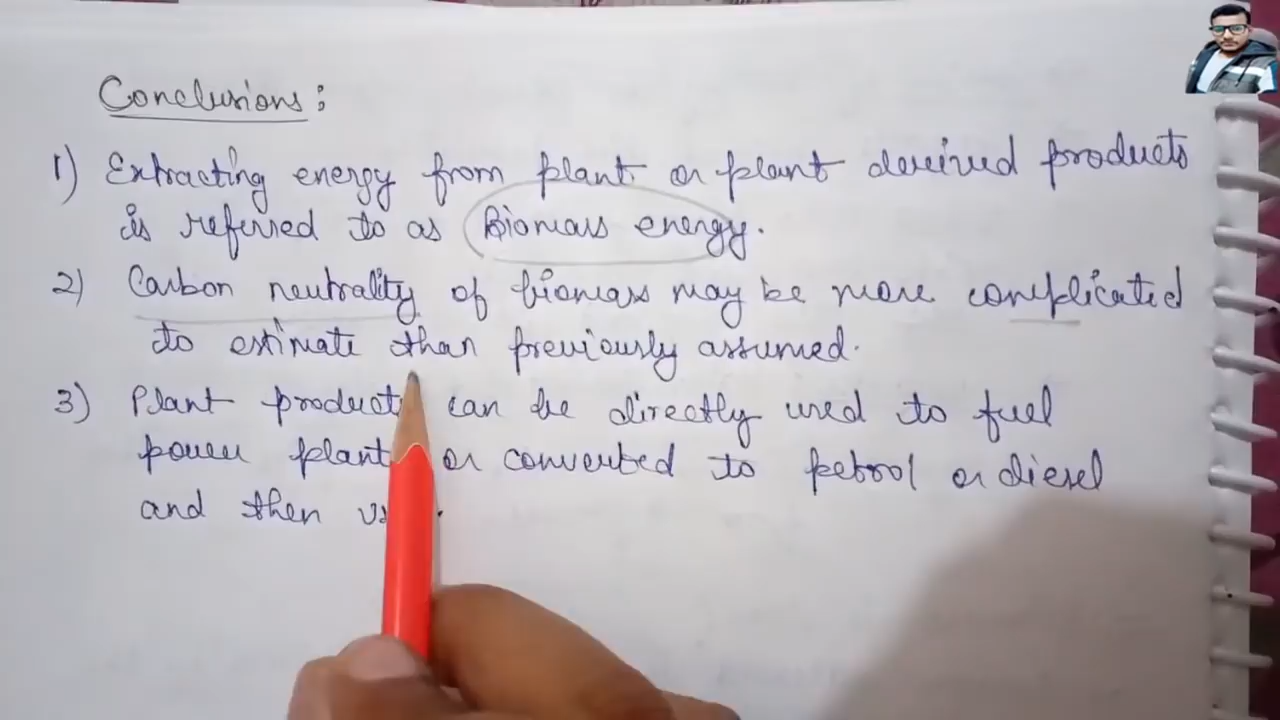 Conclusions:
1) Extracting energy from plant or plant derived products
is referred to as Biomass energy.
2) Carbon neutrality of biomass may be more complicated
to estimate than previously assumed.
3) Plant product can be directly used to fuel
power plant or converted to petrol or diesel
and then